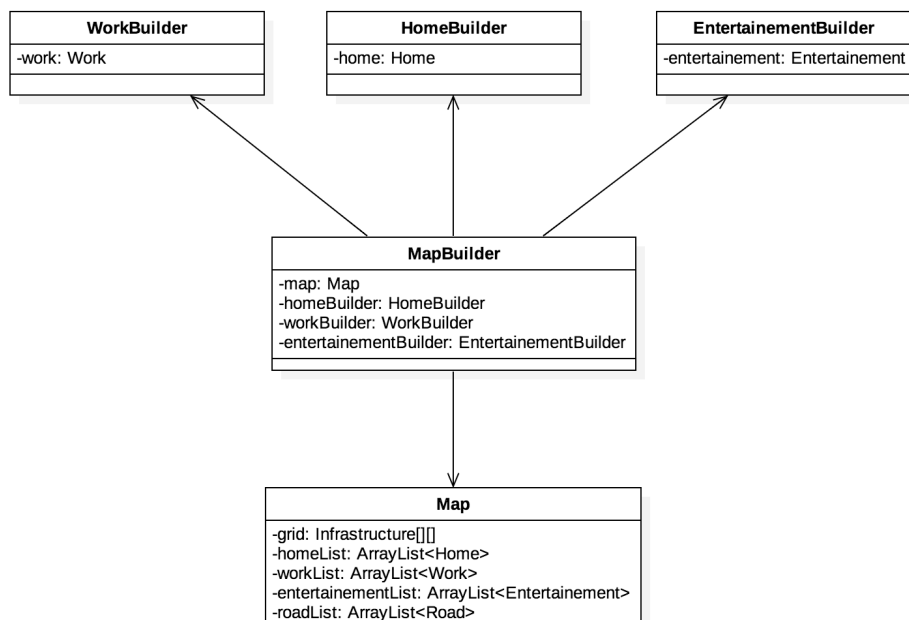 WorkBuilder
-work: Work
HomeBuilder
-home: Home
EntertainementBuilder
-entertainement: Entertainement
MapBuilder
-map: Map
-homeBuilder: HomeBuilder
-workBuilder: WorkBuilder
-entertainementBuilder: EntertainementBuilder
Map
-grid: Infrastructure[][]
-homeList: ArrayList<Home>
-workList: ArrayList<Work>
-entertainementList: ArrayList<Entertainement>
-roadList: ArrayList<Road>